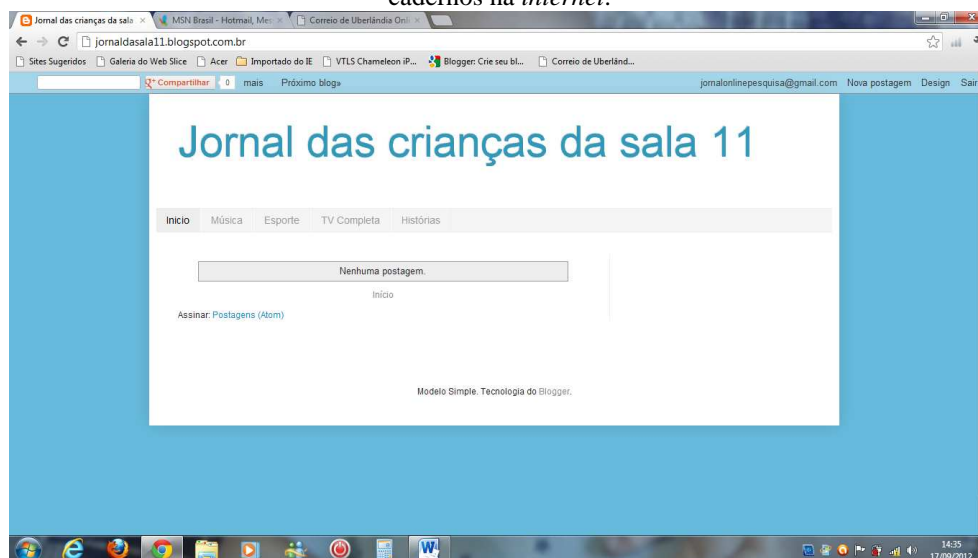 cadernos na internet.
Jornal das crianças da sala
MSN Brasil - Hotmail, Mes
Correio de Uberlândia Onli
jornaldasala11.blogspot.com.br
Sites Sugeridos Galeria do Web Slice Acer Importado do IE VTLS Chameleon iP... Blogger: Crie seu bl... Correio de Uberlând...
Compartilhar 0 mais Próximo blog» jornalonlinepesquisa@gmail.com Nova postagem Design Sair
Jornal das crianças da sala 11
Inicio Música Esporte TV Completa Histórias
Nenhuma postagem.
Início
Assinar: Postagens (Atom)
Modelo Simple. Tecnologia do Blogger.
14:35
17/09/2012